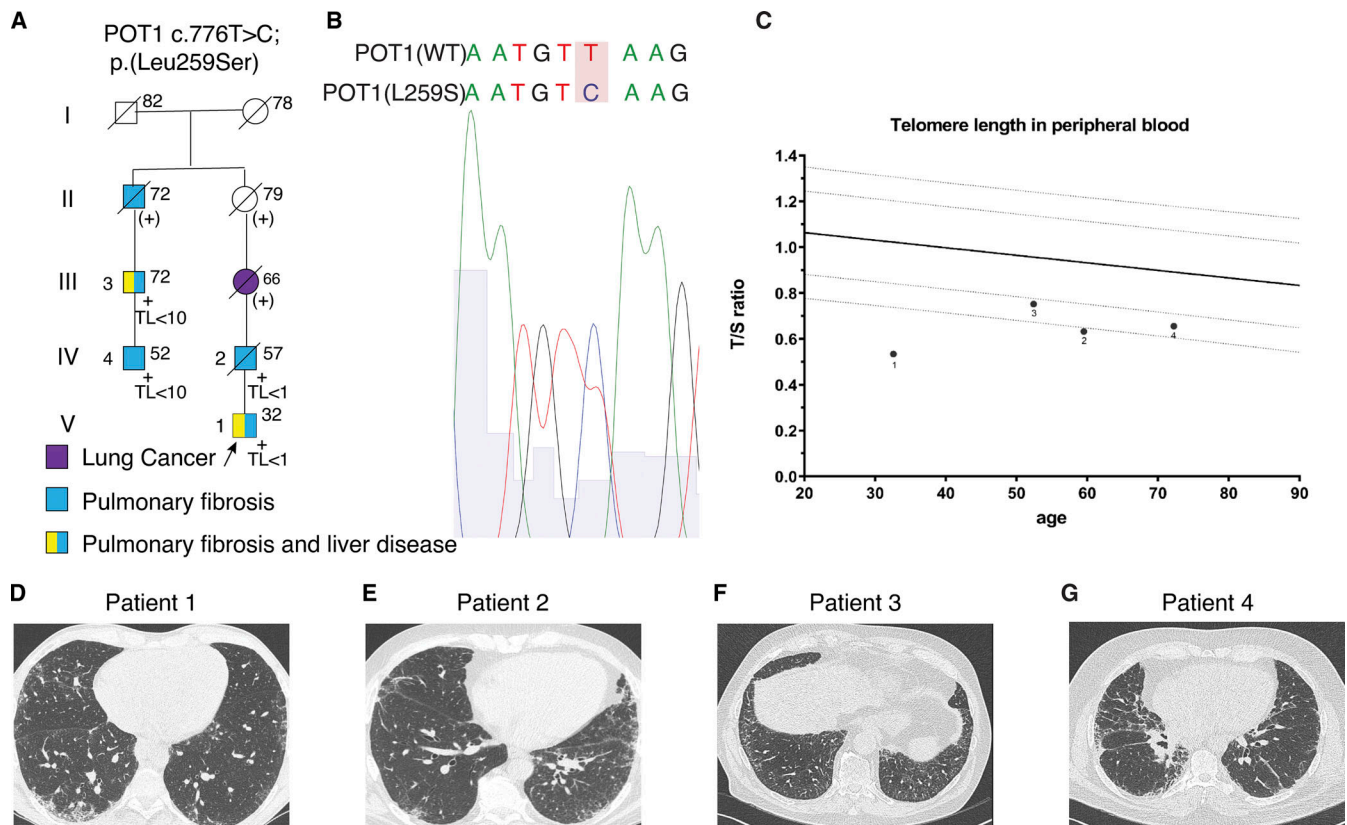 A
POT1 c.776T>C;
p.(Leu259Ser)
I
82
78
II
72
(+)
79
(+)
III
3
72
+
TL<10
66
(+)
IV
4
52
+
TL<10
2
57
+
TL<1
V
1
32
+
TL<1
Lung Cancer
Pulmonary fibrosis
Pulmonary fibrosis and liver disease
B
POT1(WT) A A T G T T A A G
POT1(L259S) A A T G T C A A G
C
Telomere length in peripheral blood
T/S ratio
1.4
1.2
1.0
0.8
0.6
0.4
0.2
0.0
1
3
2
4
20 30 40 50 60 70 80 90
age
D Patient 1
E Patient 2
F Patient 3
G Patient 4